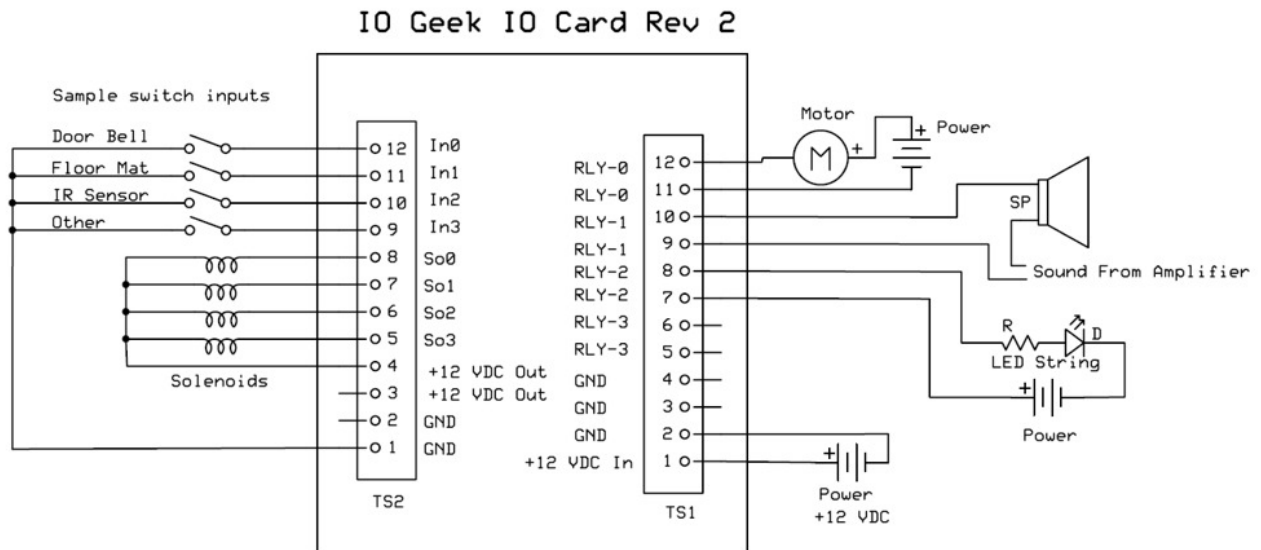 IO Geek IO Card Rev 2
Sample switch inputs
Door Bell
Floor Mat
IR Sensor
Other
Solenoids
12 In0
11 In1
10 In2
9 In3
8 So0
7 So1
6 So2
5 So3
4 +12 VDC Out
3 +12 VDC Out
2 GND
1 GND
TS2
RLY-0 12
RLY-0 11
RLY-1 10
RLY-1 9
RLY-2 8
RLY-2 7
RLY-3 6
RLY-3 5
GND 4
GND 3
GND 2
+12 VDC In 1
TS1
Motor
M +
+ Power
SP
Sound From Amplifier
R D
LED String
+
Power
+
Power
+12 VDC